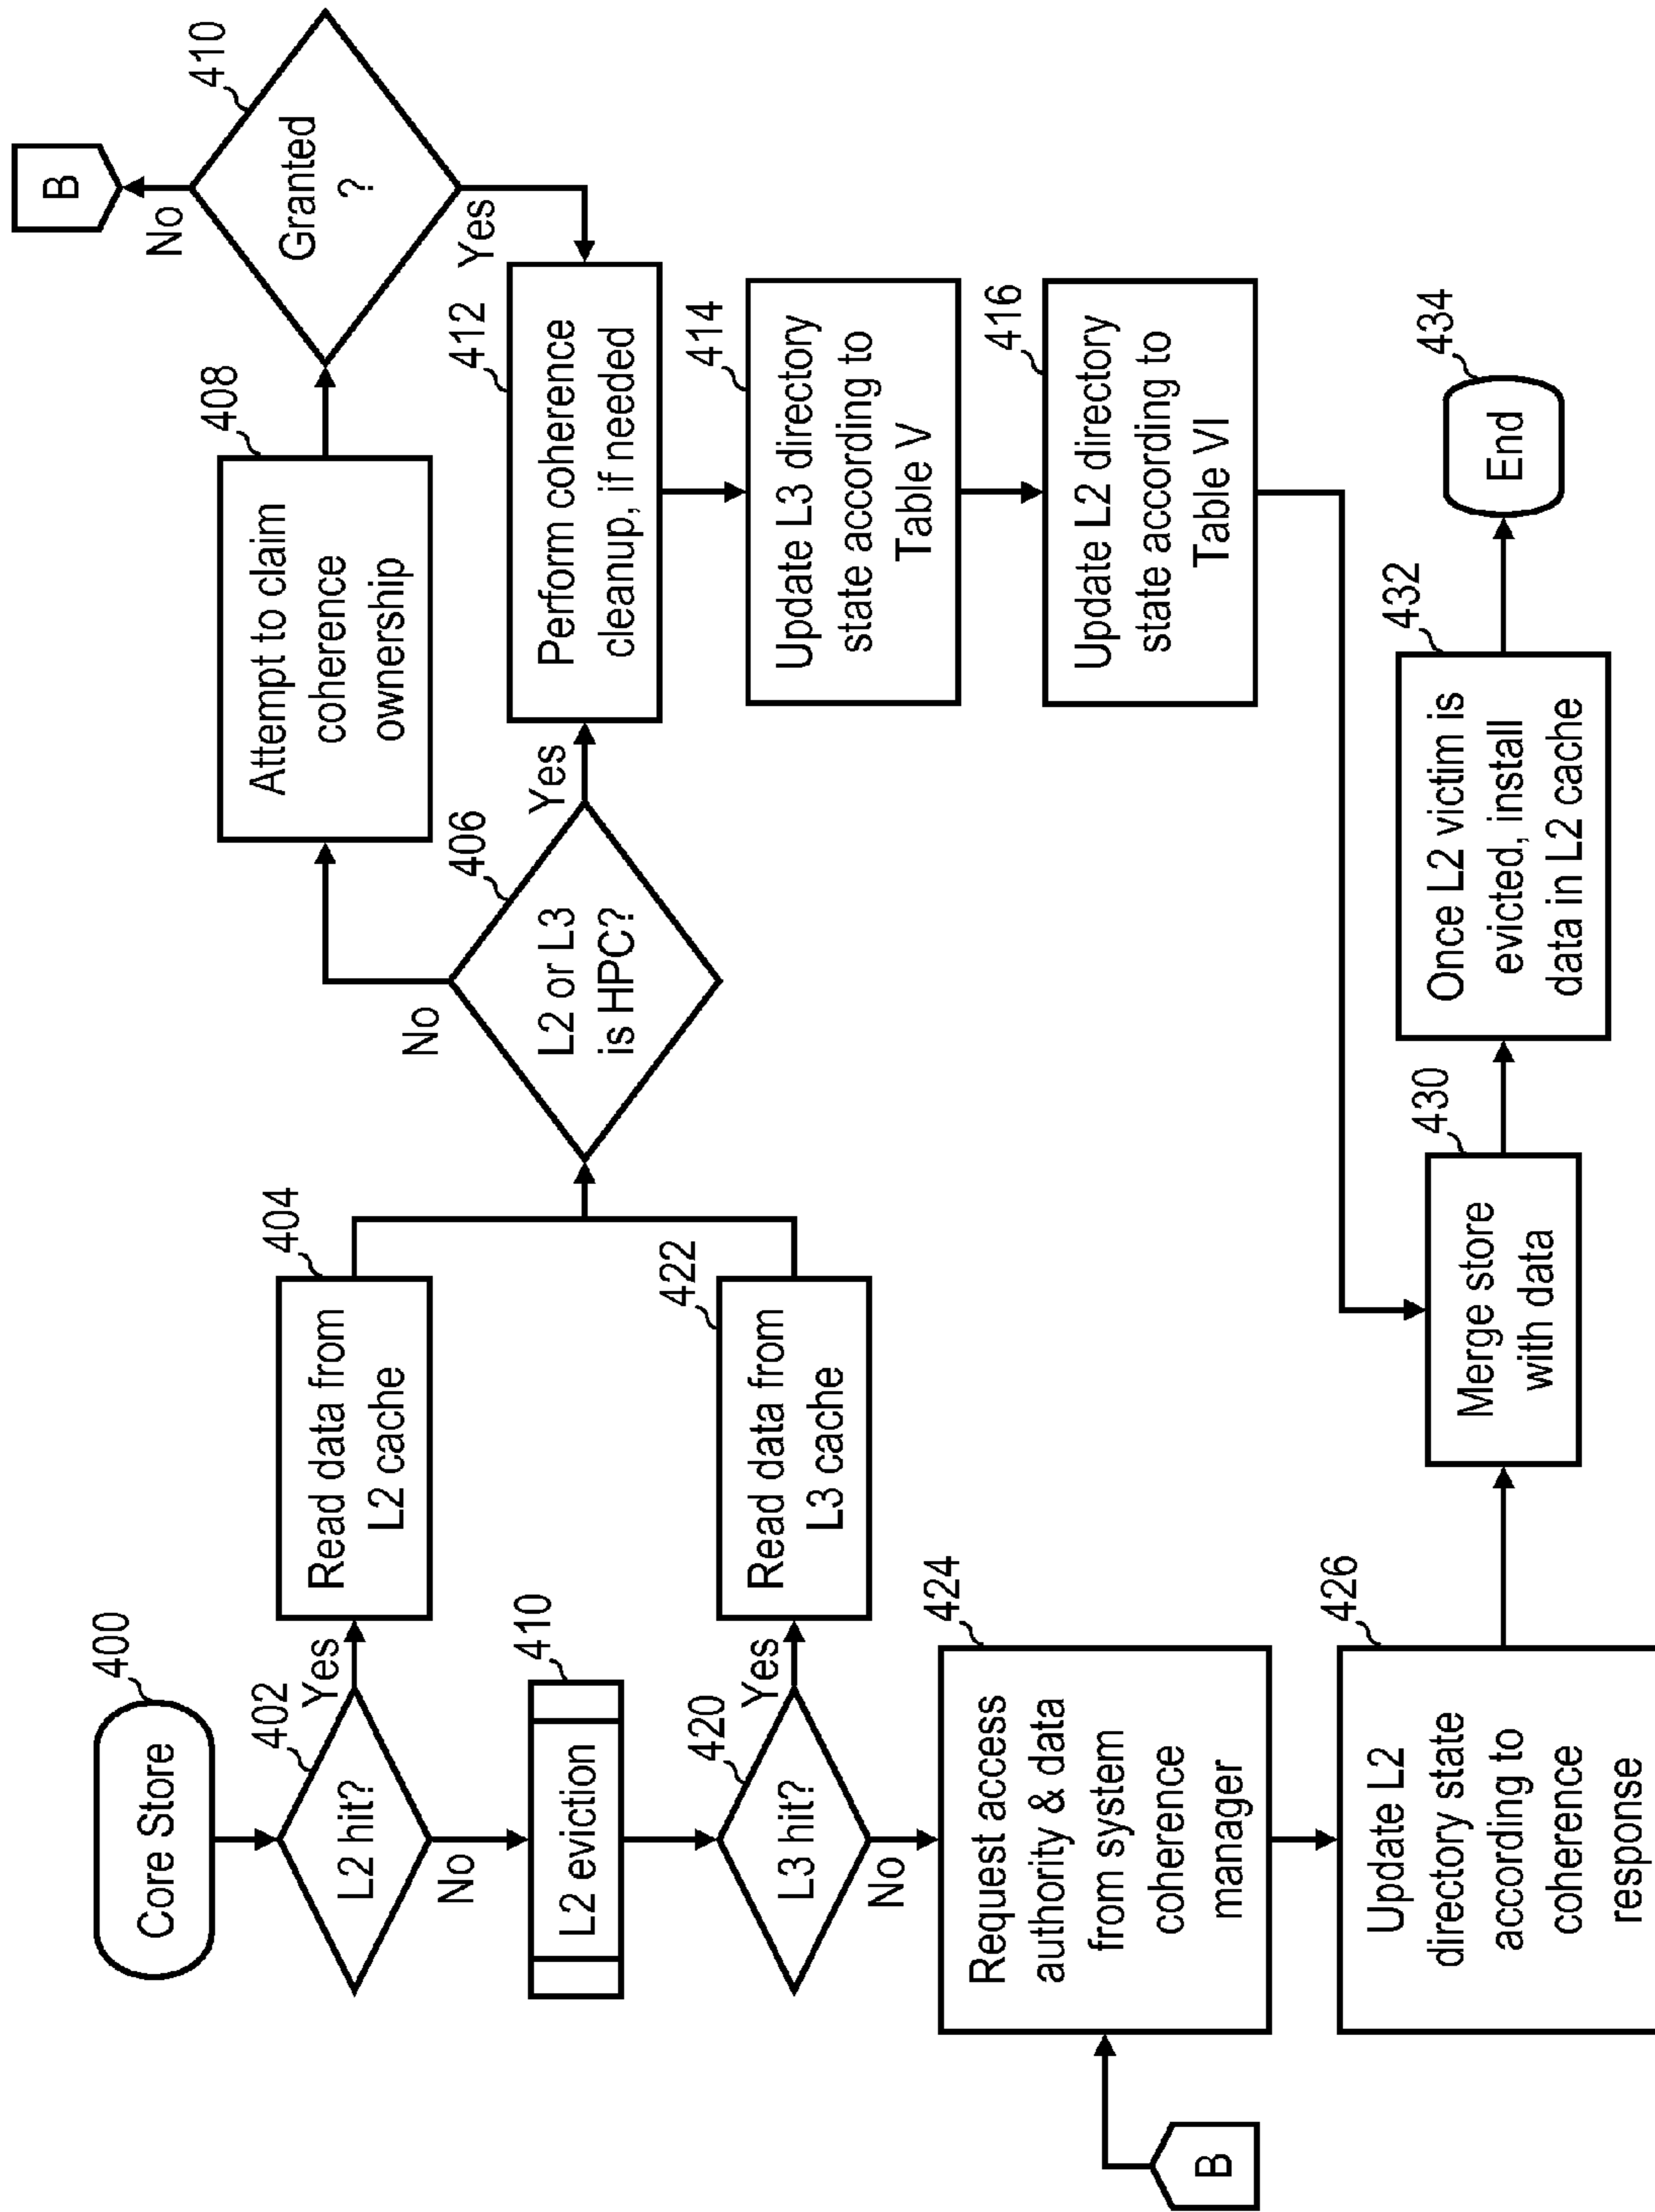 400
Core Store
402
L2 hit?
Yes
No
404
Read data from
L2 cache
410
L2 eviction
420
L3 hit?
Yes
No
422
Read data from
L3 cache
406
L2 or L3
is HPC?
No
Yes
408
Attempt to claim
coherence
ownership
410
Granted
?
No
B
Yes
412
Perform coherence
cleanup, if needed
414
Update L3 directory
state according to
Table V
416
Update L2 directory
state according to
Table VI
B
424
Request access
authority & data
from system
coherence
manager
426
Update L2
directory state
according to
coherence
response
430
Merge store
with data
432
Once L2 victim is
evicted, install
data in L2 cache
434
End